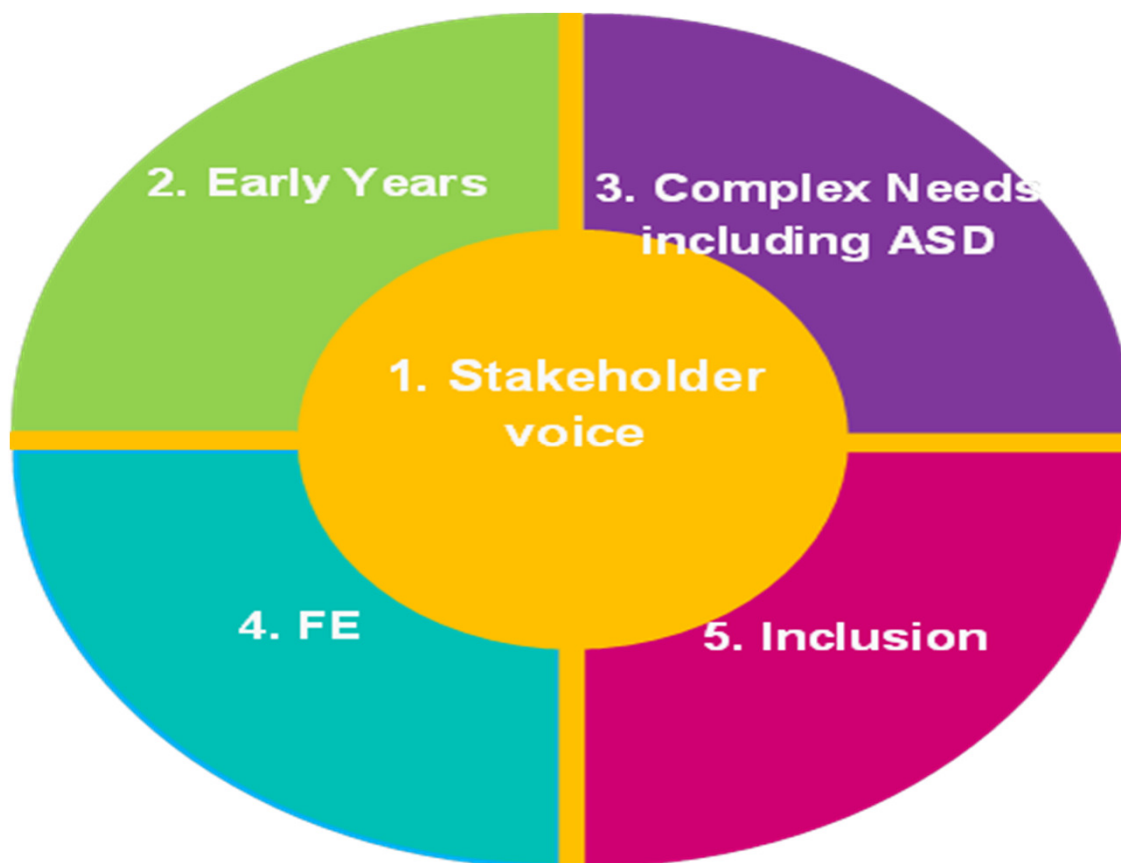 2. Early Years
3. Complex Needs
including ASD
1. Stakeholder
voice
4. FE
5. Inclusion